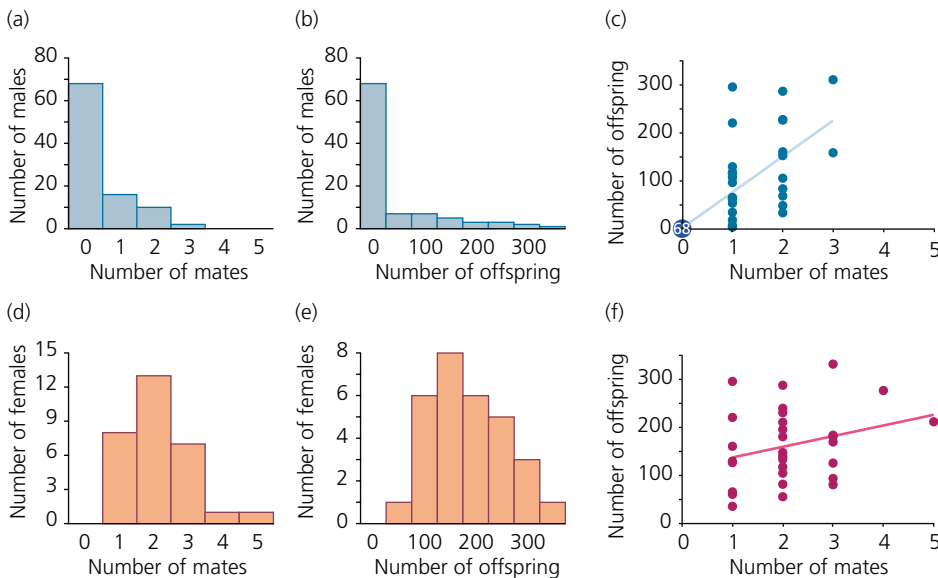 (a)
80
60
40
20
0
Number of males
0 1 2 3 4 5
Number of mates
(b)
80
60
40
20
0
Number of males
0 100 200 300
Number of offspring
(c)
300
200
100
0
Number of offspring
68
0 1 2 3 4 5
Number of mates
(d)
15
12
9
6
3
0
Number of females
0 1 2 3 4 5
Number of mates
(e)
8
6
4
2
0
Number of females
0 100 200 300
Number of offspring
(f)
300
200
100
0
Number of offspring
0 1 2 3 4 5
Number of mates